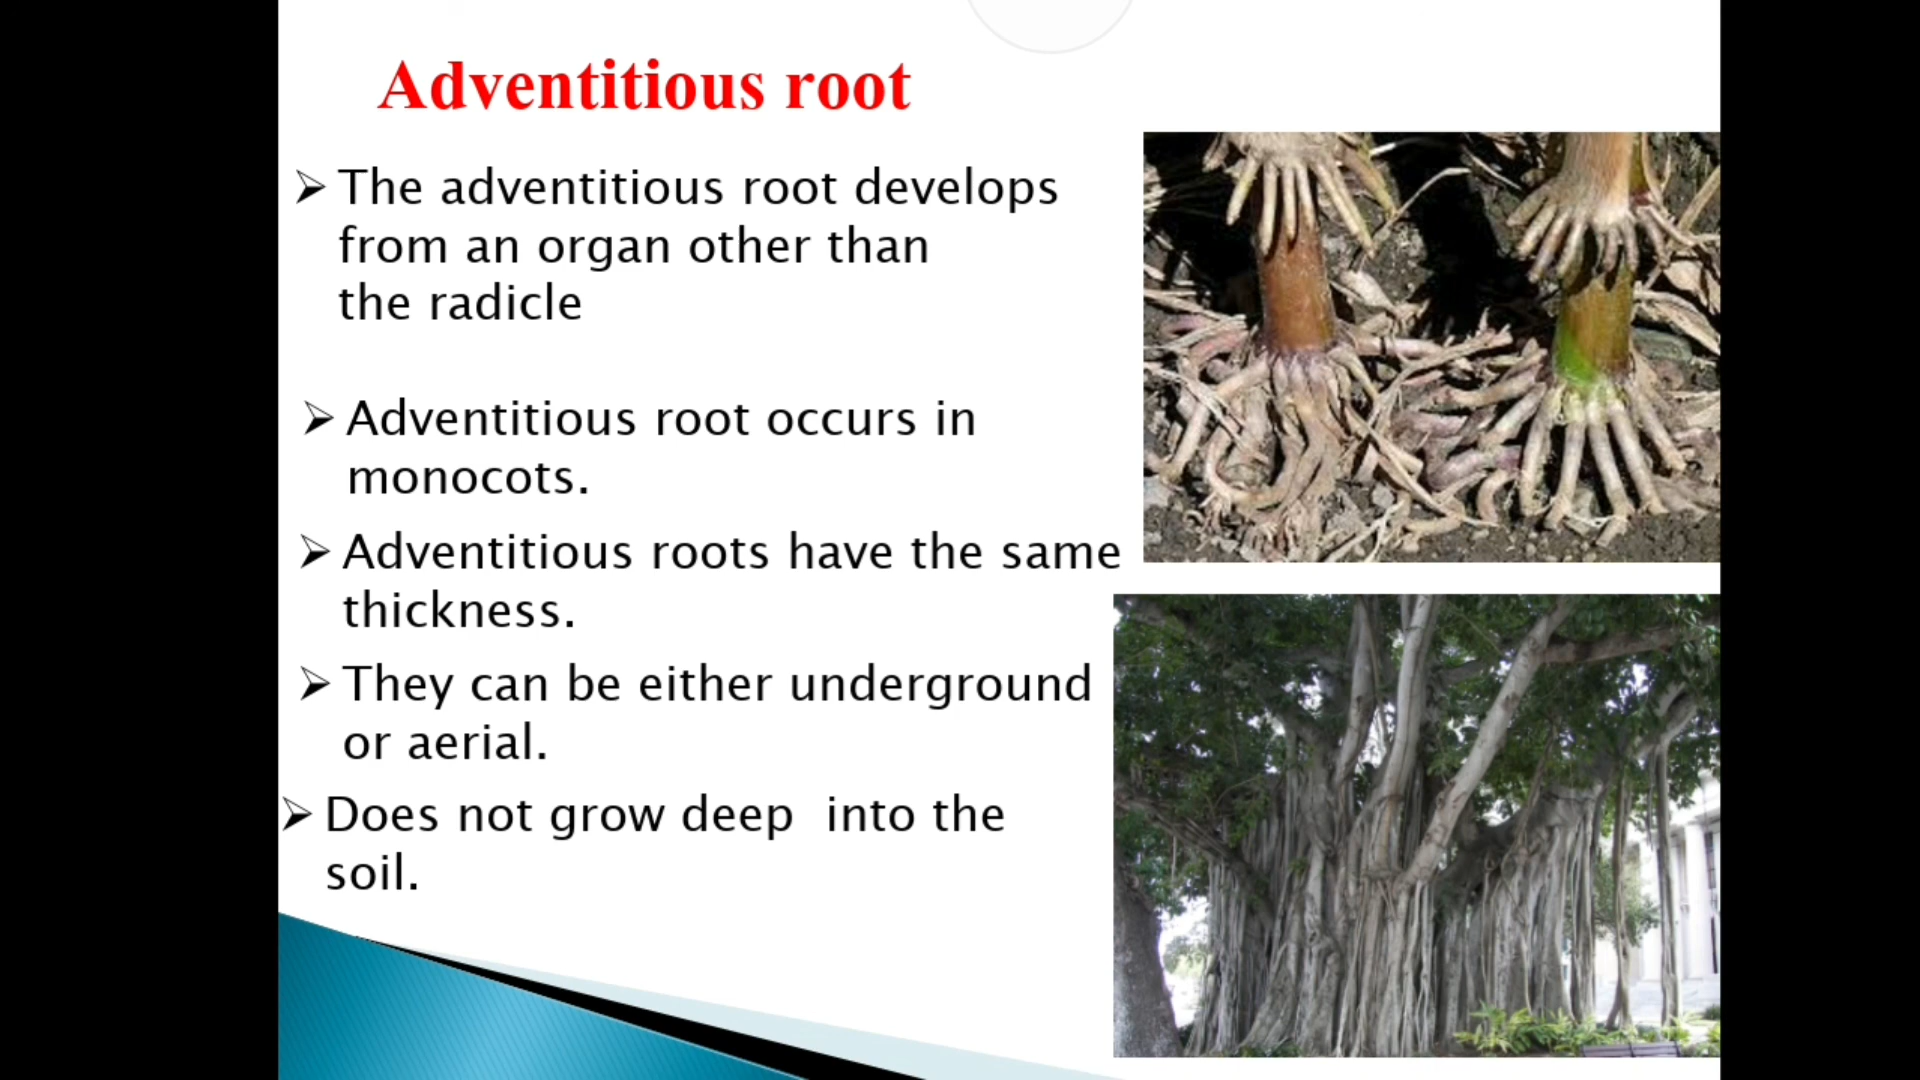 Adventitious root
➢ The adventitious root develops
from an organ other than
the radicle
➢ Adventitious root occurs in
monocots.
➢ Adventitious roots have the same
thickness.
➢ They can be either underground
or aerial.
➢ Does not grow deep  into the
soil.